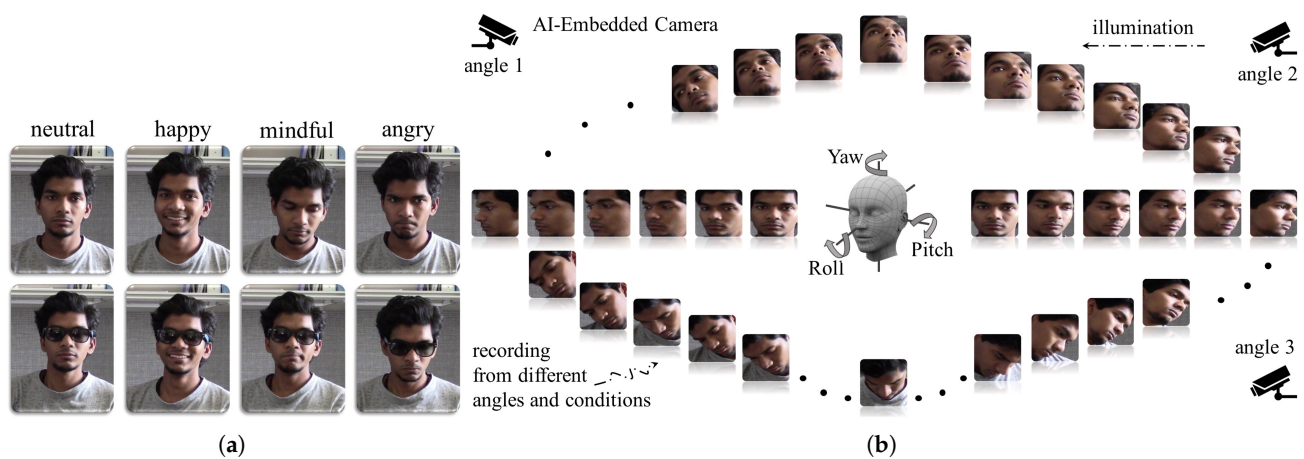 AI-Embedded Camera
illumination
angle 1
angle 2
neutral
happy
mindful
angry
Yaw
Pitch
Roll
recording
from different
angles and conditions
angle 3
(a)
(b)